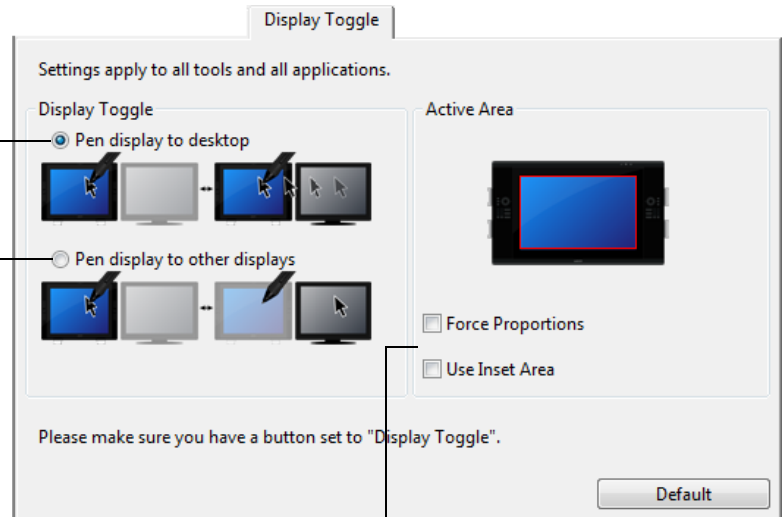 Display Toggle
Settings apply to all tools and all applications.
Display Toggle
Pen display to desktop
Pen display to other displays
Active Area
Force Proportions
Use Inset Area
Please make sure you have a button set to "Display Toggle".
Default